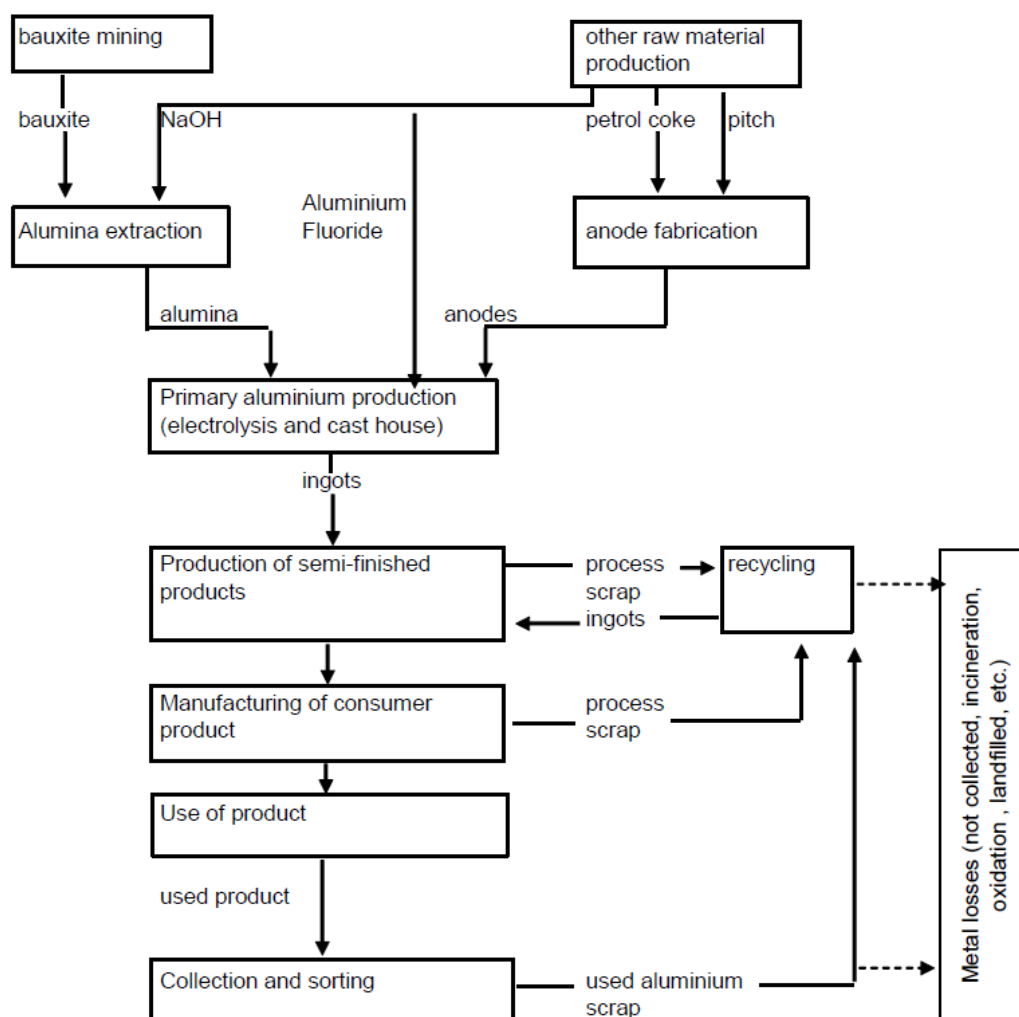 bauxite mining
other raw material
production
bauxite
NaOH
petrol coke
pitch
Alumina extraction
Aluminium
Fluoride
anode fabrication
alumina
anodes
Primary aluminium production
(electrolysis and cast house)
ingots
Production of semi-finished
products
process
scrap
ingots
recycling
Manufacturing of consumer
product
process
scrap
Use of product
used product
Collection and sorting
used aluminium
scrap
Metal losses (not collected, incineration,
oxidation , landfilled, etc.)